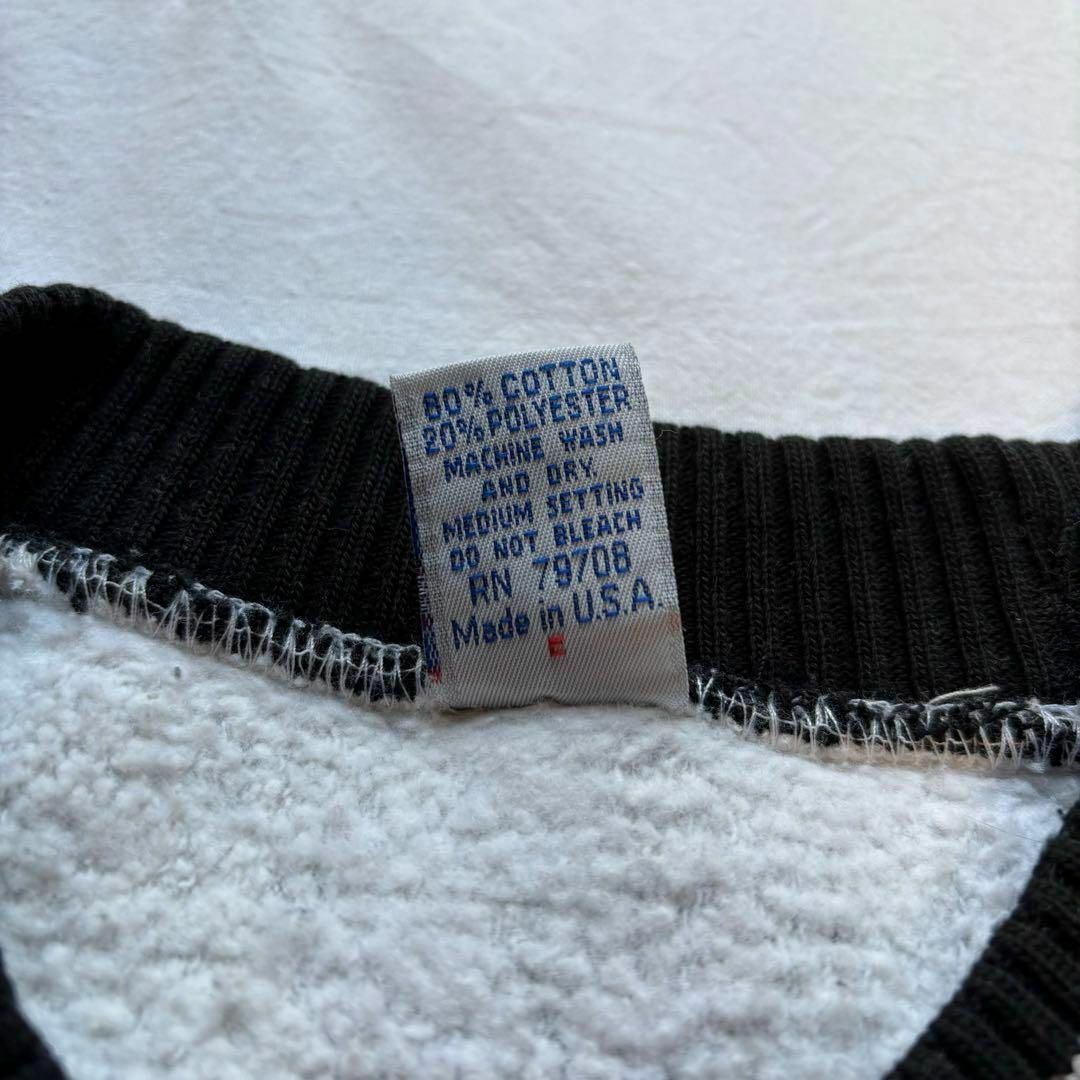 80% COTTON
20% POLYESTER
MACHINE WASH
AND DRY.
MEDIUM SETTING
DO NOT BLEACH
RN 79708
Made in U.S.A.